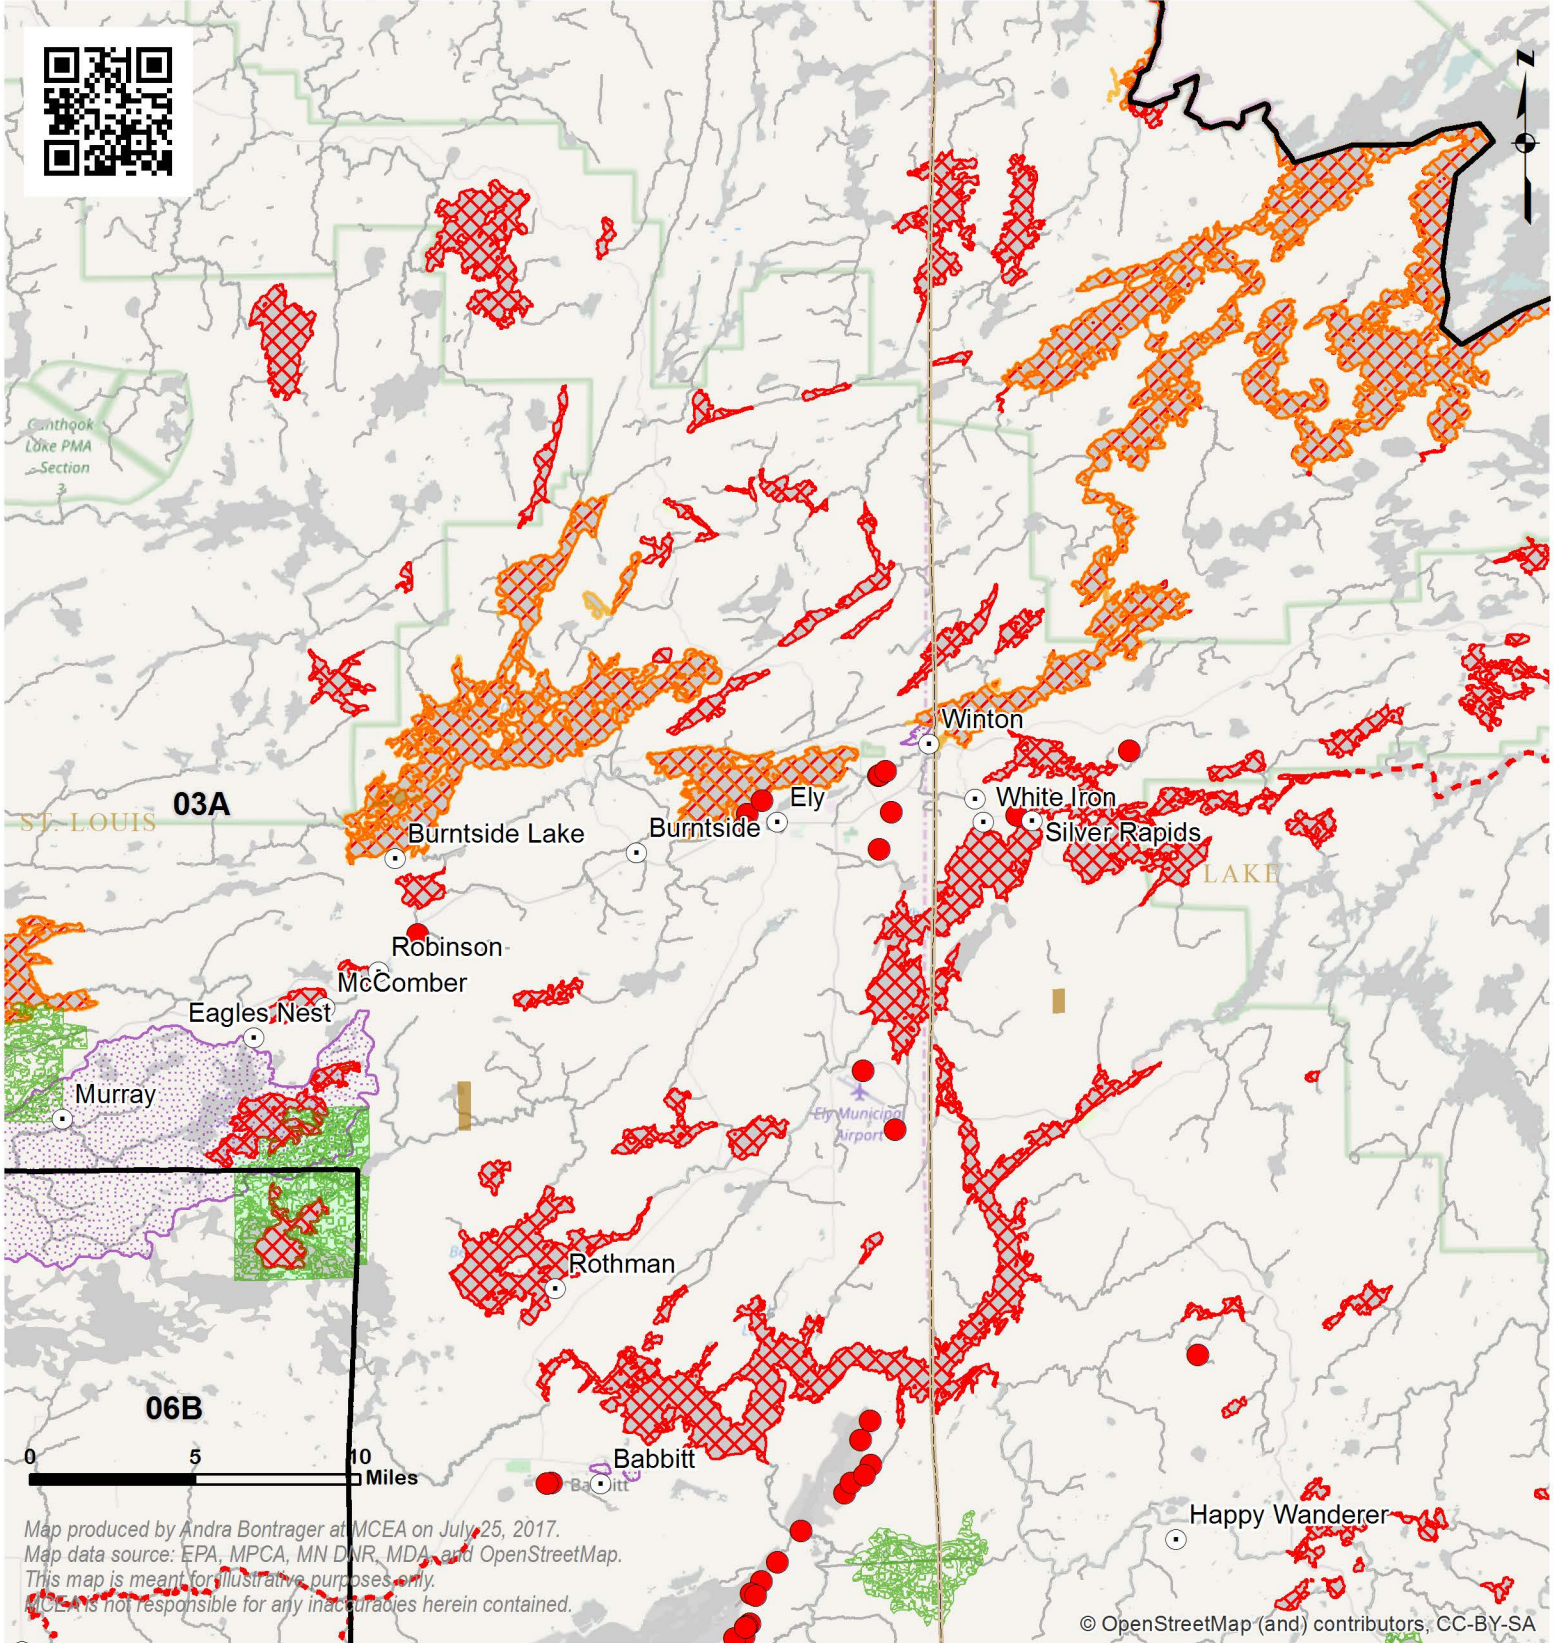 Z
Lake PMA
Section
3
Winton
03A
ST. LOUIS
Ely
White Iron
Burntside Lake
Burntside
Silver Rapids
LAKE
Robinson
McComber
Eagles Nest
Murray
Ely Municipal
Airport
Rothman
06B
0 5 10
Miles
Babbitt
Babbitt
Happy Wanderer
Map produced by Andra Bontrager at MCEA on July 25, 2017.
Map data source: EPA, MPCA, MN DNR, MDA, and OpenStreetMap.
This map is meant for illustrative purposes only.
MCEA is not responsible for any inaccuracies herein contained.
© OpenStreetMap (and) contributors, CC-BY-SA